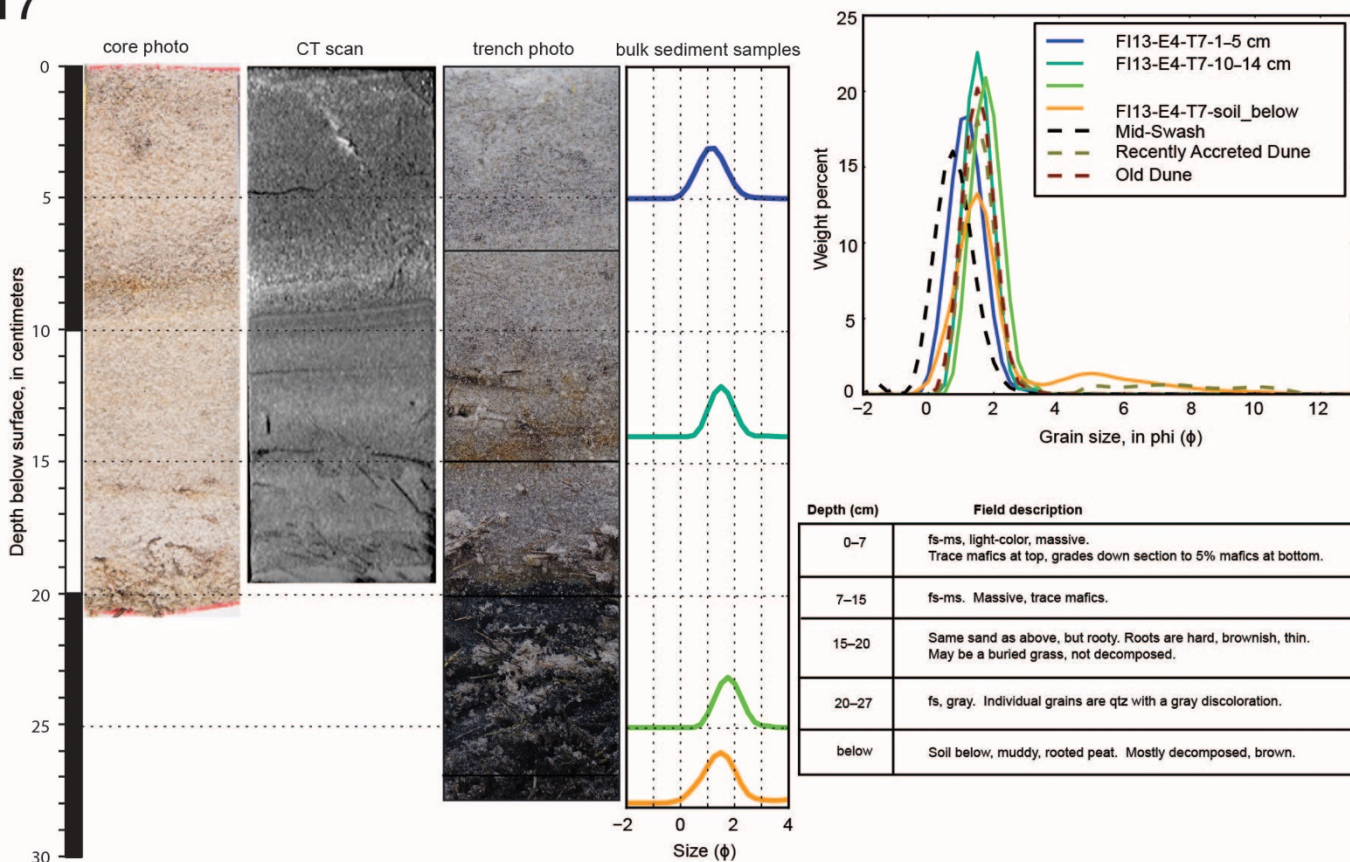 T7
core photo
CT scan
trench photo
bulk sediment samples
Depth below surface, in centimeters
0
5
10
15
20
25
30
−2 0 2 4
Size (ϕ)
25
20
15
10
5
0
Weight percent
−2 0 2 4 6 8 10 12
Grain size, in phi (ϕ)
FI13-E4-T7-1–5 cm
FI13-E4-T7-10–14 cm
FI13-E4-T7-soil_below
Mid-Swash
Recently Accreted Dune
Old Dune
Depth (cm) Field description
0–7 fs-ms, light-color, massive.
Trace mafics at top, grades down section to 5% mafics at bottom.
7–15 fs-ms. Massive, trace mafics.
15–20 Same sand as above, but rooty. Roots are hard, brownish, thin.
May be a buried grass, not decomposed.
20–27 fs, gray. Individual grains are qtz with a gray discoloration.
below Soil below, muddy, rooted peat. Mostly decomposed, brown.